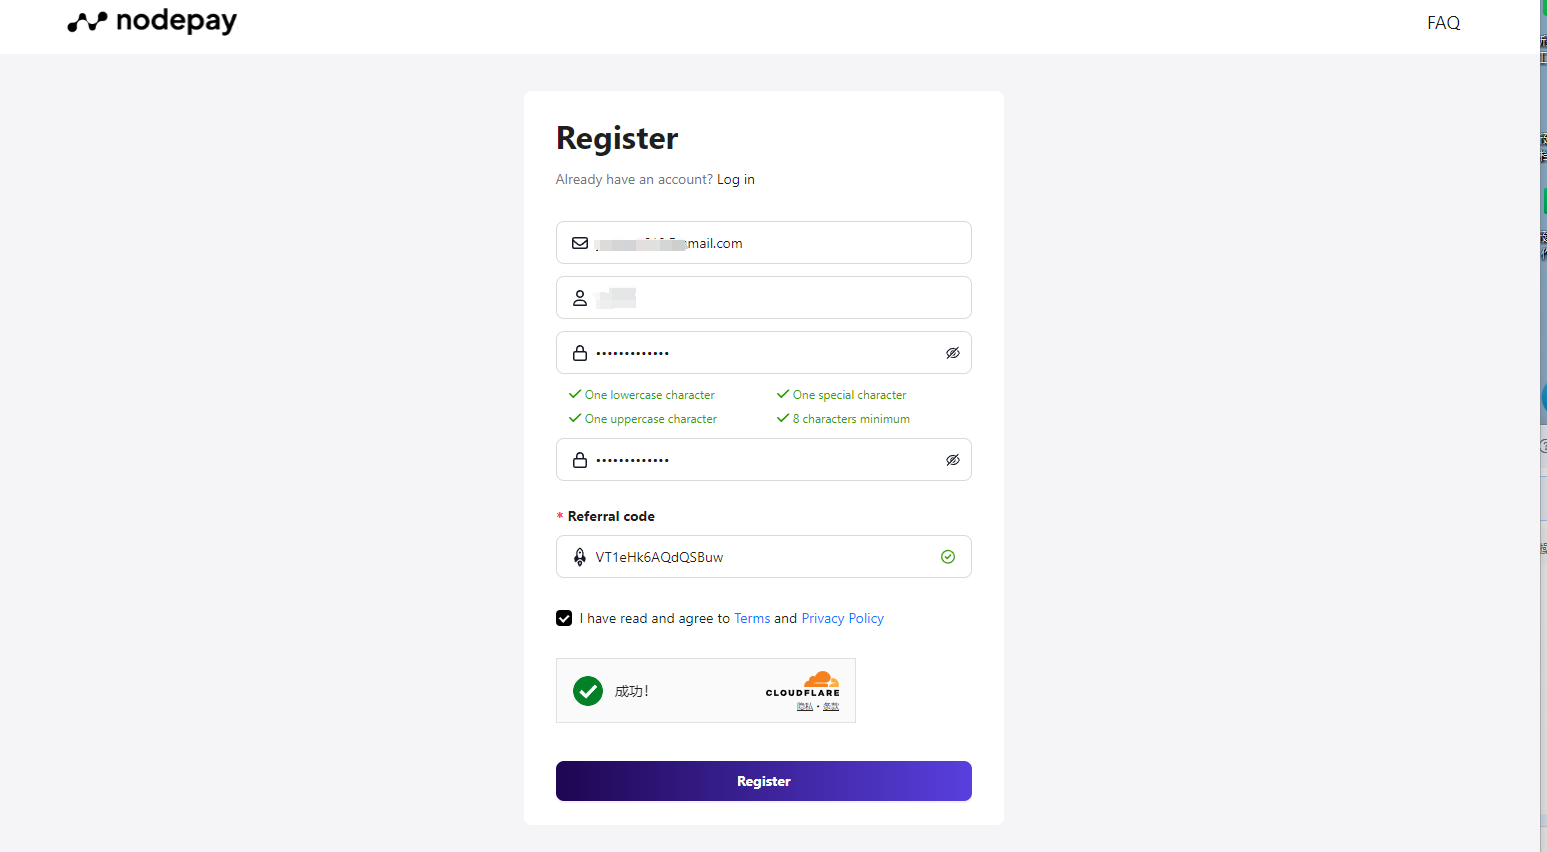 nodepay
FAQ
Register
Already have an account? Log in
mail.com
•••••••••••••
One lowercase character
One special character
One uppercase character
8 characters minimum
•••••••••••••
* Referral code
VT1eHk6AQdQSBuw
I have read and agree to Terms and Privacy Policy
成功!
CLOUDFLARE
隐私 • 条款
Register